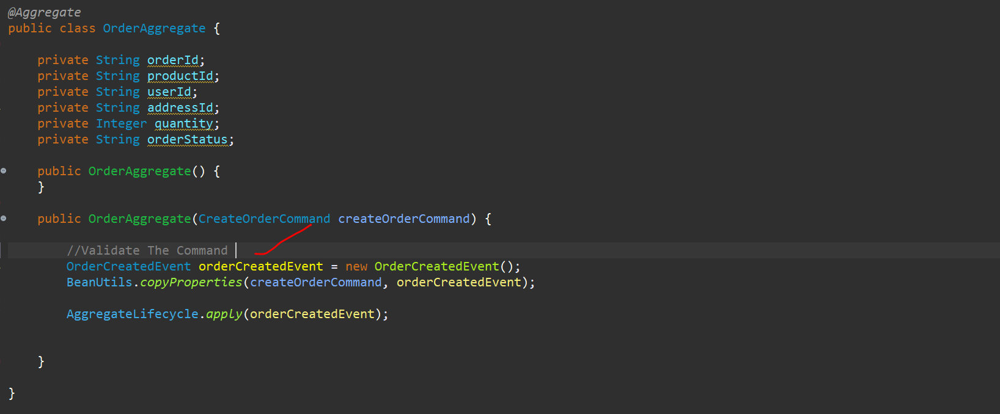 @Aggregate
public class OrderAggregate {
private String orderId;
private String productId;
private String userId;
private String addressId;
private Integer quantity;
private String orderStatus;
public OrderAggregate() {
}
public OrderAggregate(CreateOrderCommand createOrderCommand) {
//Validate The Command
OrderCreatedEvent orderCreatedEvent = new OrderCreatedEvent();
BeanUtils.copyProperties(createOrderCommand, orderCreatedEvent);
AggregateLifecycle.apply(orderCreatedEvent);
}
}